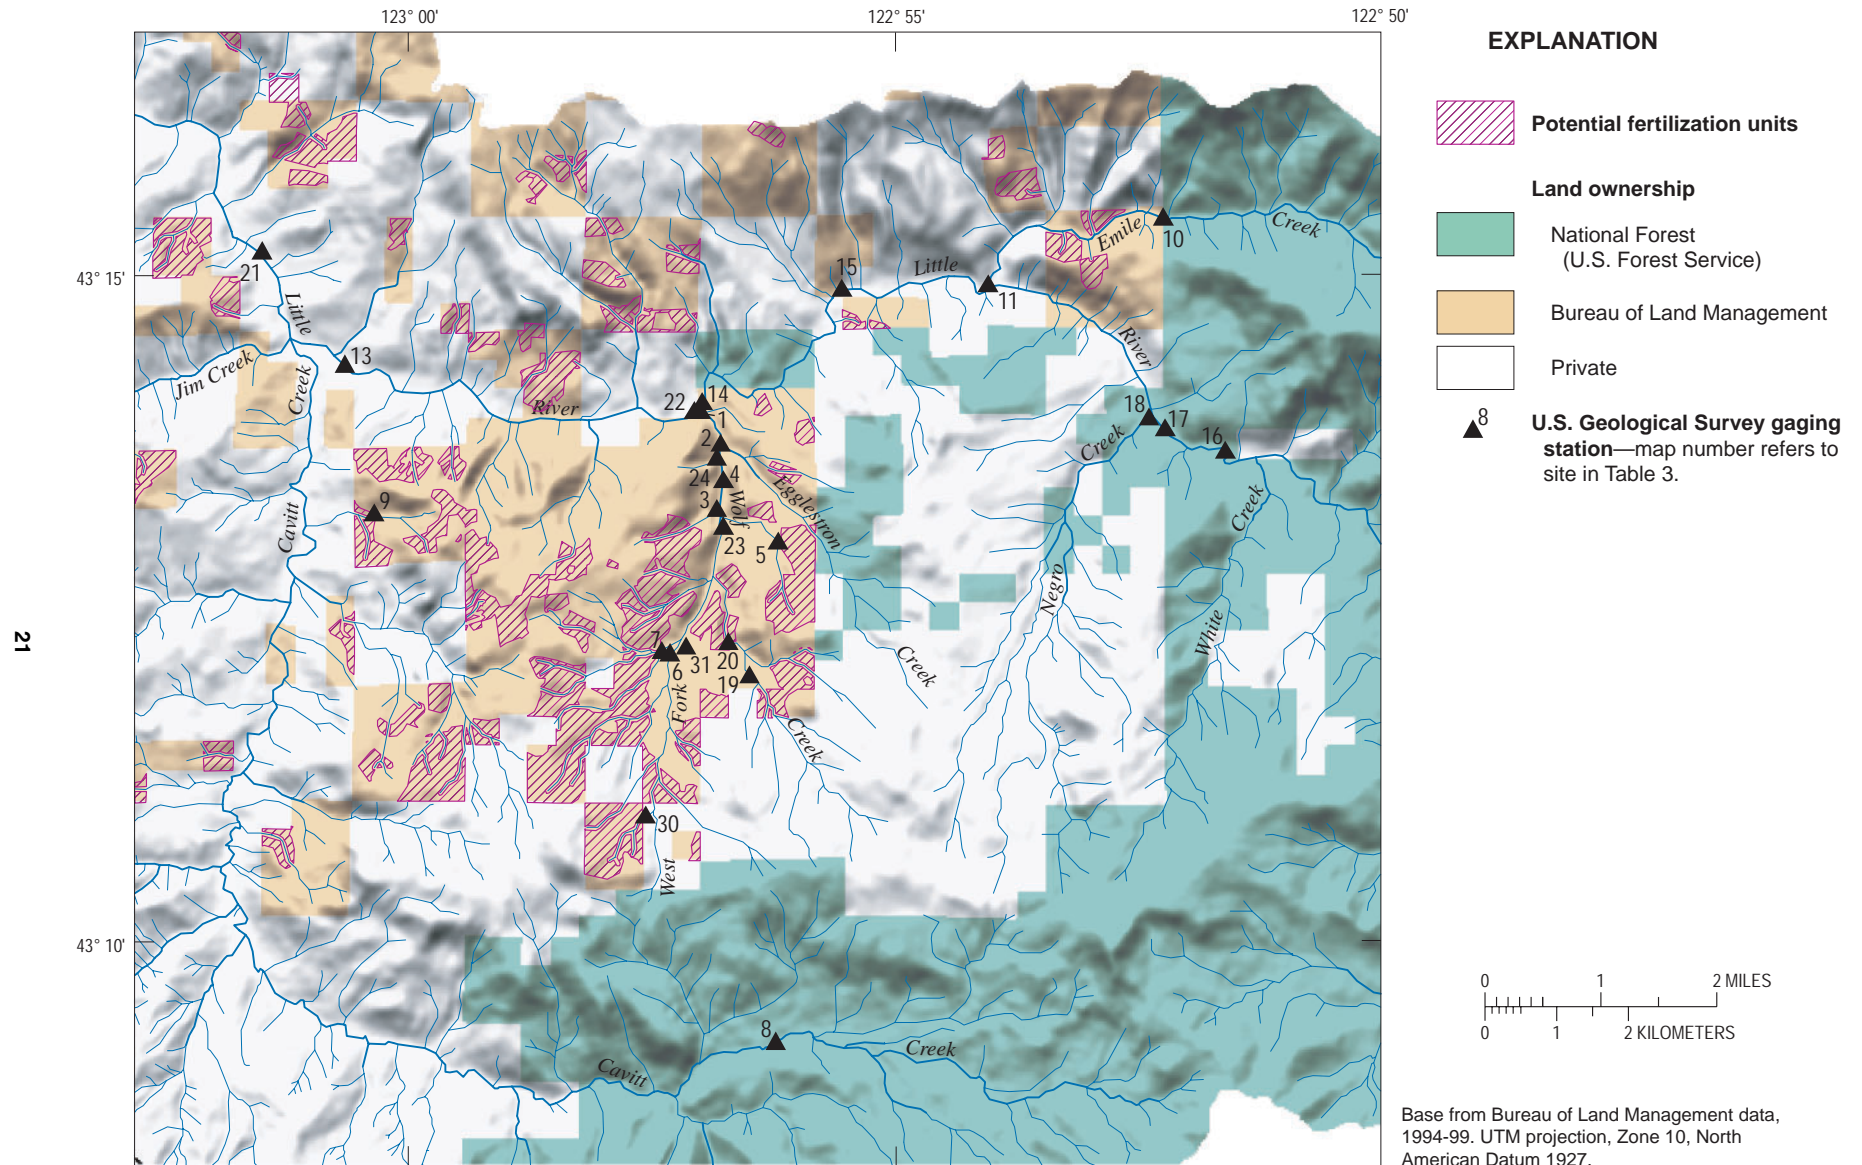 123° 00'
122° 55'
122° 50'
EXPLANATION
Potential fertilization units
Land ownership
National Forest
(U.S. Forest Service)
Bureau of Land Management
Private
8
U.S. Geological Survey gaging
station—map number refers to
site in Table 3.
0 1 2 MILES
0 1 2 KILOMETERS
Base from Bureau of Land Management data,
1994-99. UTM projection, Zone 10, North
American Datum 1927.
21
43° 15'
43° 10'
Emile
Creek
10
15
Little
11
21
Little
River
13
Jim Creek
Creek
River
22
14
1
2
18
17
16
Creek
24
4
Egglestron
Wolf
3
9
Cavitt
23
5
Creek
Negro
White
7
6
31
20
19
Creek
Fork
Creek
30
West
8
Cavitt
Creek